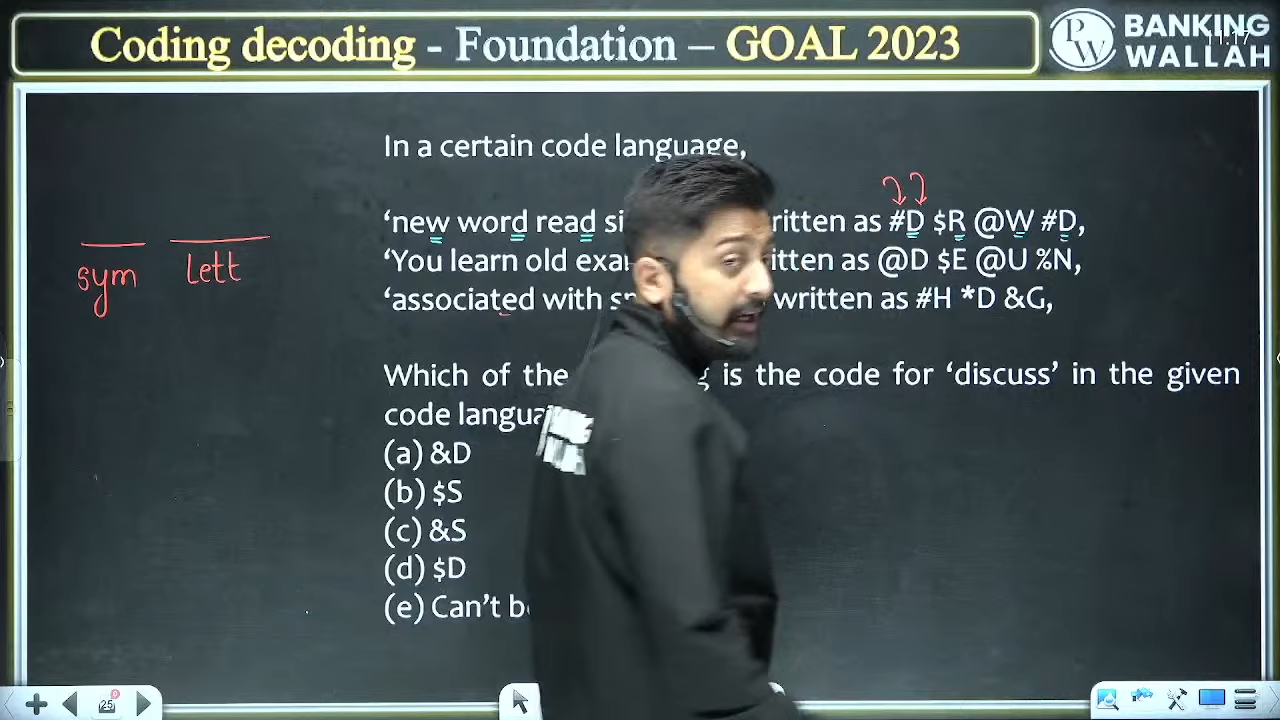 Coding decoding - Foundation – GOAL 2023
PW BANKING WALLAH
In a certain code language,
‘new word read si ritten as #D $R @W #D,
‘You learn old exa itten as @D $E @U %N,
‘associated with written as #H *D &G,
Which of the is the code for ‘discuss’ in the given
code langua
(a) &D
(b) $S
(c) &S
(d) $D
(e) Can’t b
sym lett
25